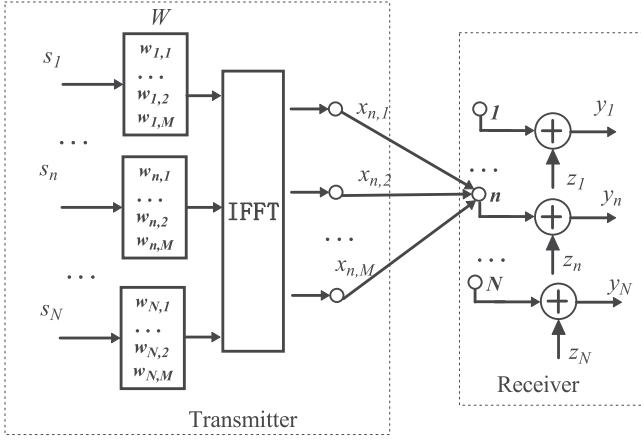 W
s1
w1,1
...
w1,2
w1,M
...
sn
wn,1
...
wn,2
wn,M
...
sN
wN,1
...
wN,2
wN,M
IFFT
xn,1
xn,2
...
xn,M
Transmitter
1
...
n
...
N
+
y1
z1
+
yn
zn
+
yN
zN
Receiver